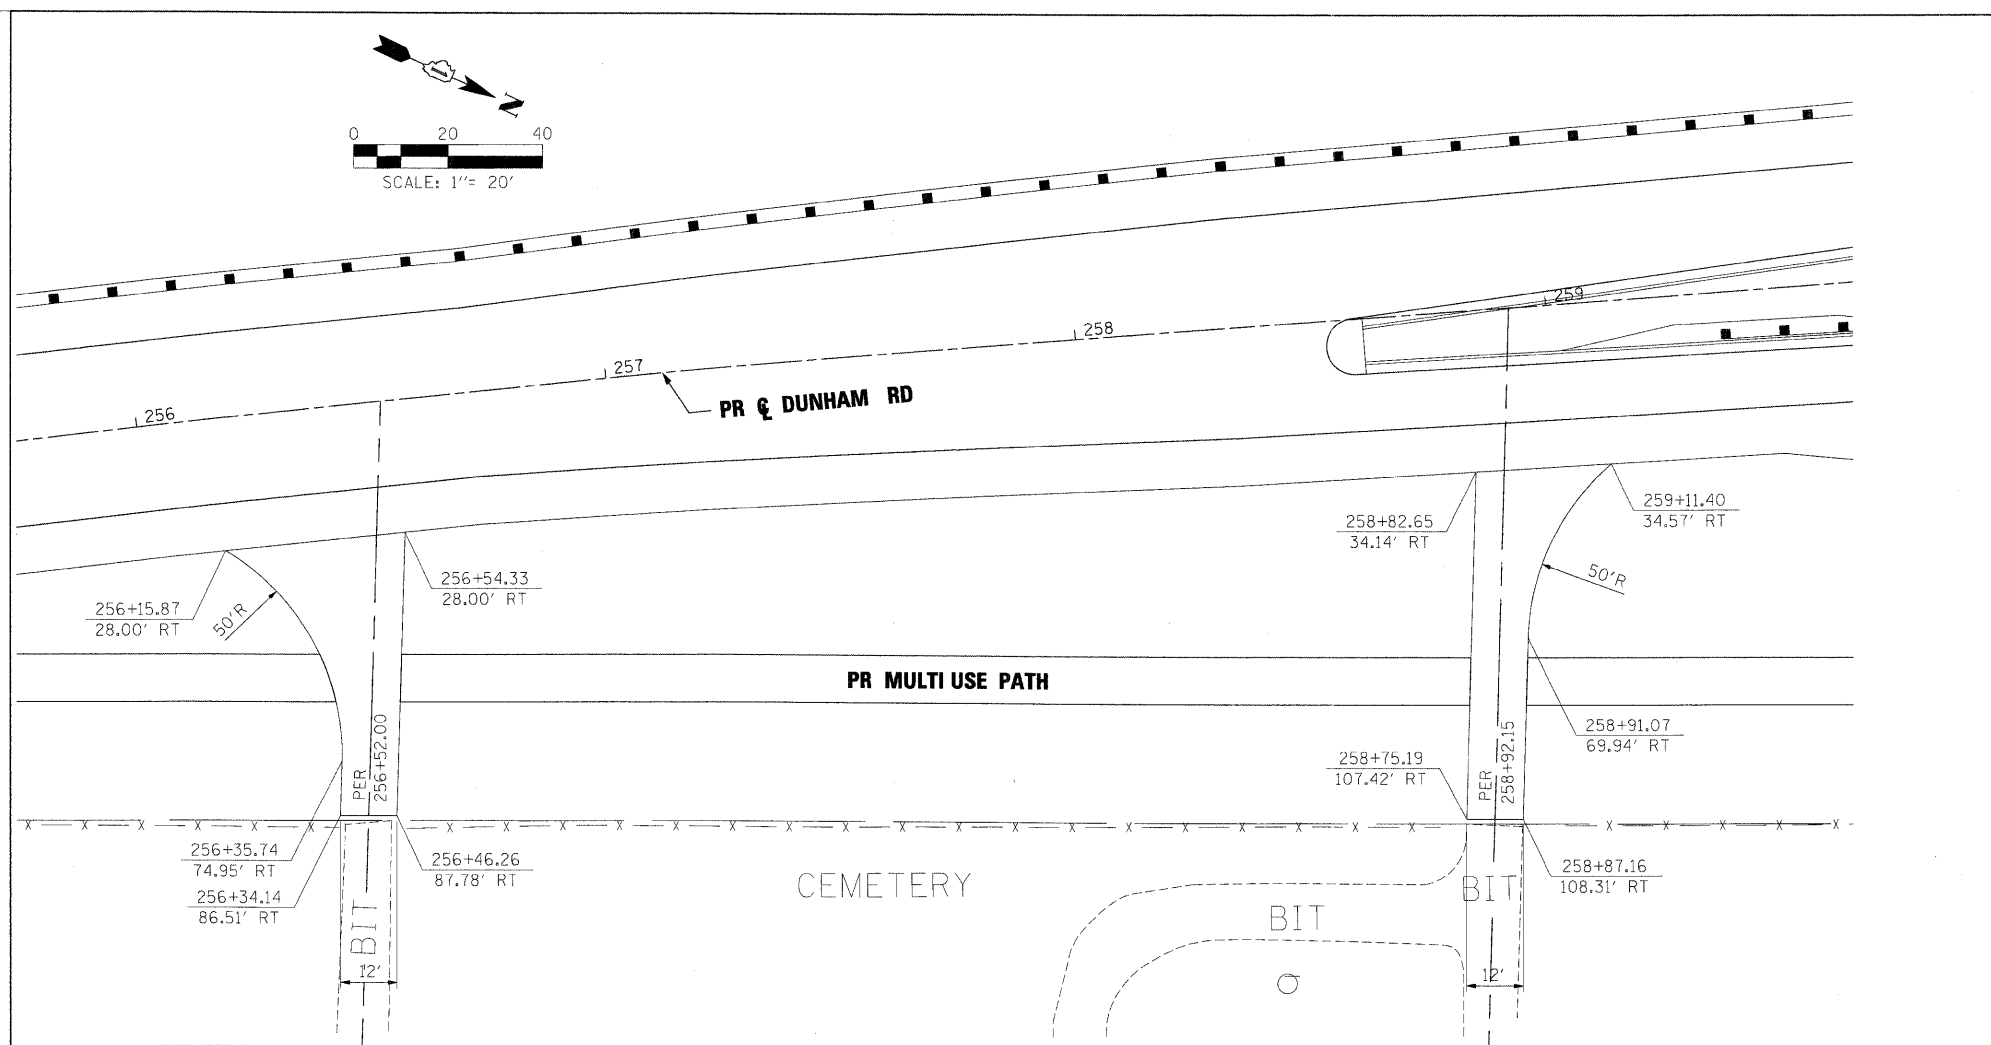 N
0 20 40
SCALE: 1"= 20'
259
258
257
256
PR ℄ DUNHAM RD
259+11.40
34.57' RT
258+82.65
34.14' RT
50'R
256+54.33
28.00' RT
256+15.87
28.00' RT
50'R
PR MULTI USE PATH
258+91.07
69.94' RT
258+75.19
107.42' RT
PER
256+52.00
PER
258+92.15
X X X X X X X X X X X X X X X X X X X X X X X X X X X X X X X
256+35.74
74.95' RT
256+46.26
87.78' RT
258+87.16
108.31' RT
256+34.14
86.51' RT
CEMETERY
BIT
BIT
BIT
12'
12'